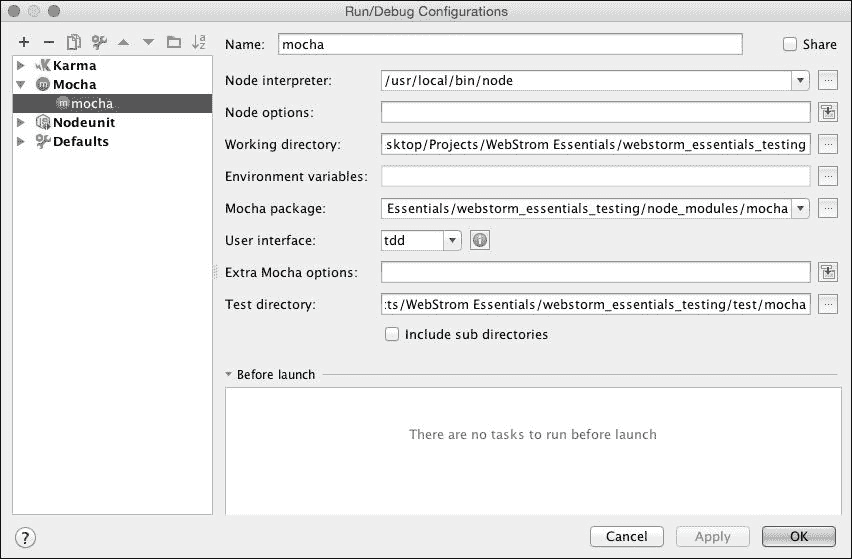 Run/Debug Configurations
Name: mocha Share
Karma
Mocha
mocha
Nodeunit
Defaults
Node interpreter: /usr/local/bin/node
Node options:
Working directory: sktop/Projects/WebStrom Essentials/webstorm_essentials_testing
Environment variables:
Mocha package: Essentials/webstorm_essentials_testing/node_modules/mocha
User interface: tdd
Extra Mocha options:
Test directory: :ts/WebStrom Essentials/webstorm_essentials_testing/test/mocha
Include sub directories
Before launch
There are no tasks to run before launch
? Cancel Apply OK